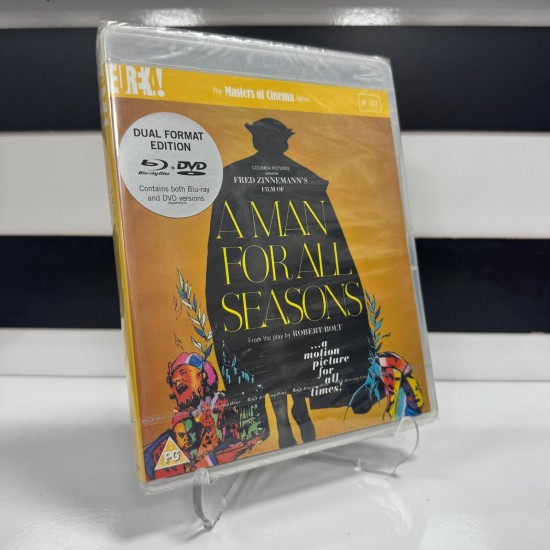 EUREKA!
The Masters of Cinema Series
DUAL FORMAT
EDITION
Blu-ray Disc DVD
Contains both Blu-ray
and DVD versions
COLUMBIA PICTURES
FRED ZINNEMANN'S
FILM OF
A MAN
FOR ALL
SEASONS
From the play by ROBERT BOLT
...a
motion
picture
for
all
times!
PG